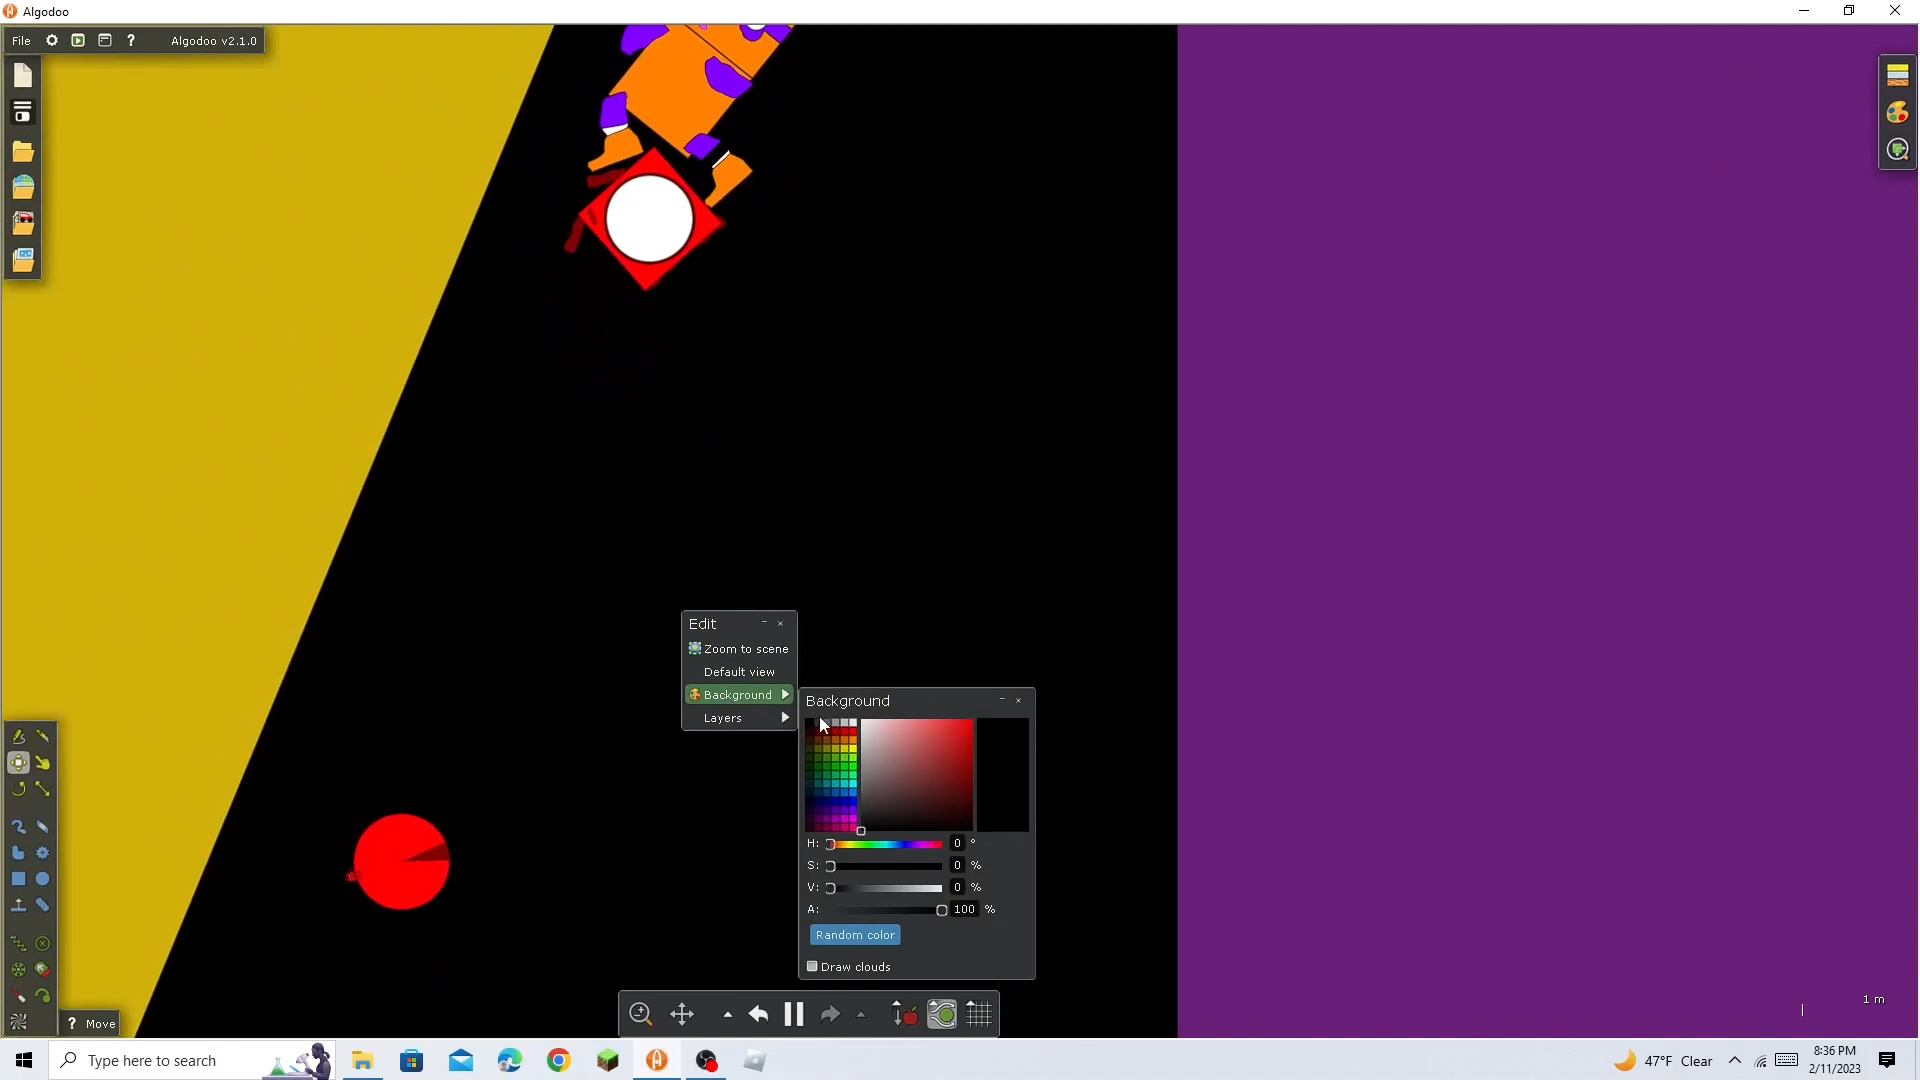 Algodoo
File ? Algodoo v2.1.0
Edit
Zoom to scene
Default view
Background
Layers
Background
H: 0 °
S: 0 %
V: 0 %
A: 100 %
Random color
Draw clouds
1 m
? Move
Type here to search
47°F Clear
8:36 PM
2/11/2023